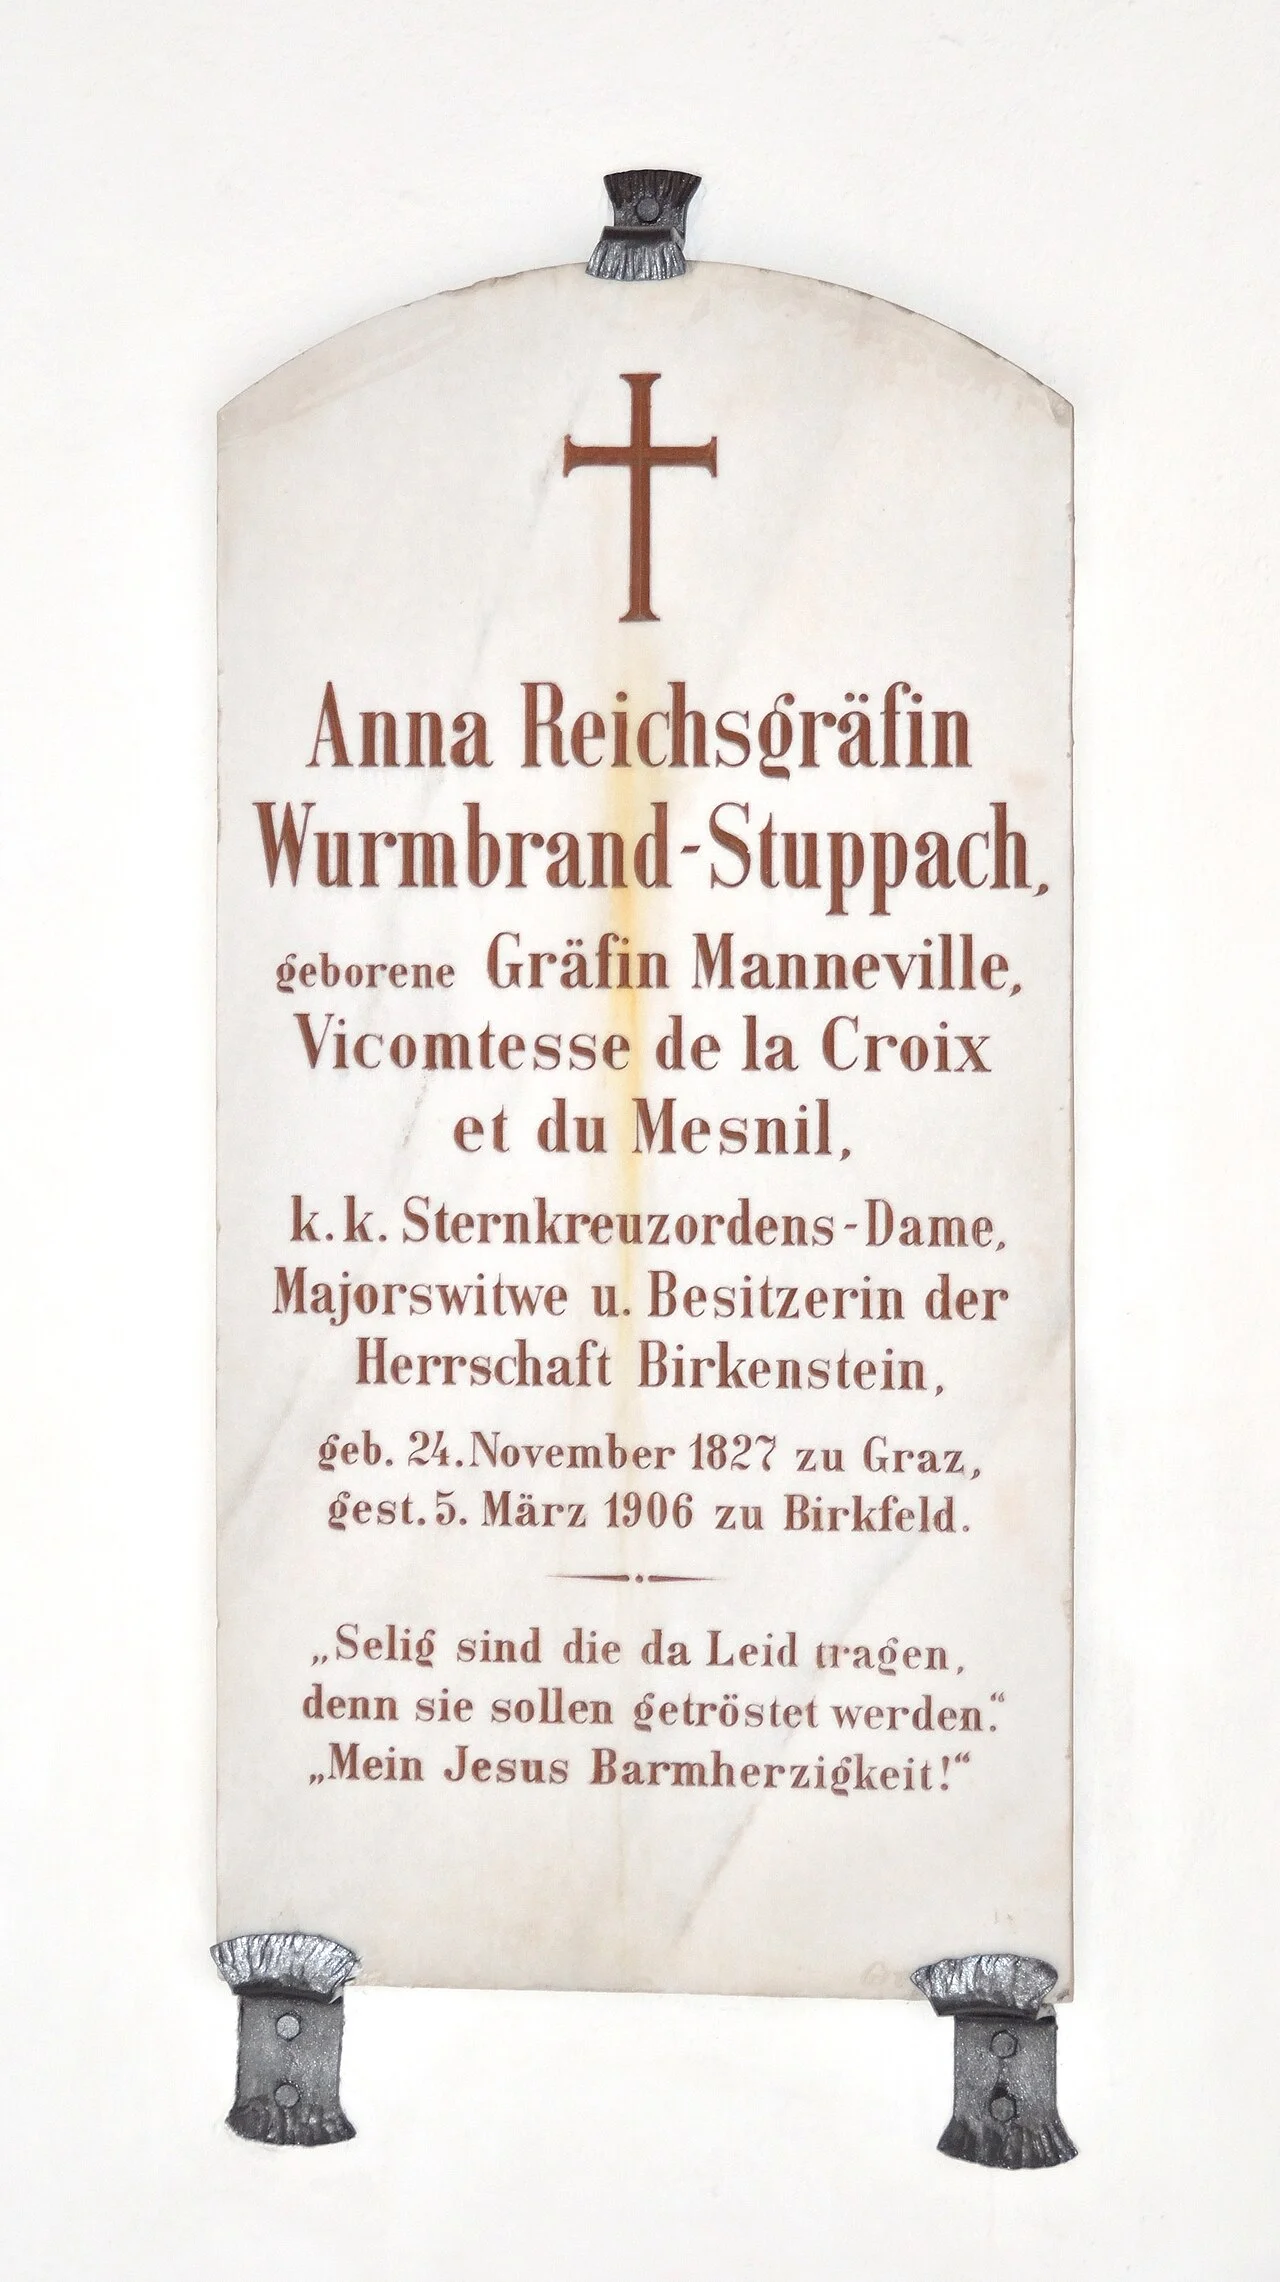 Anna Reichsgräfin
Wurmbrand-Stuppach,
geborene Gräfin Manneville,
Vicomtesse de la Croix
et du Mesnil,
k. k. Sternkreuzordens-Dame,
Majorswitwe u. Besitzerin der
Herrschaft Birkenstein,
geb. 24. November 1827 zu Graz,
gest. 5. März 1906 zu Birkfeld.
„Selig sind die da Leid tragen,
denn sie sollen getröstet werden.“
„Mein Jesus Barmherzigkeit!“